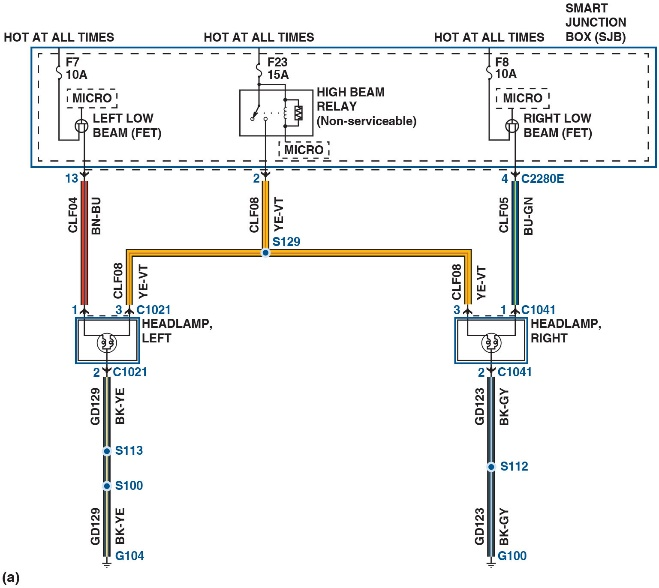 SMART
JUNCTION
BOX (SJB)
HOT AT ALL TIMES
HOT AT ALL TIMES
HOT AT ALL TIMES
F7
10A
F23
15A
F8
10A
MICRO
HIGH BEAM
RELAY
(Non-serviceable)
MICRO
LEFT LOW
BEAM (FET)
RIGHT LOW
BEAM (FET)
MICRO
13
2
4
C2280E
CLF04
BN-BU
CLF08
YE-VT
CLF05
BU-GN
S129
CLF08
YE-VT
CLF08
YE-VT
1
3
C1021
3
1
C1041
HEADLAMP,
LEFT
HEADLAMP,
RIGHT
2
C1021
2
C1041
GD129
BK-YE
GD123
BK-GY
S113
S112
S100
GD129
BK-YE
GD123
BK-GY
G104
G100
(a)